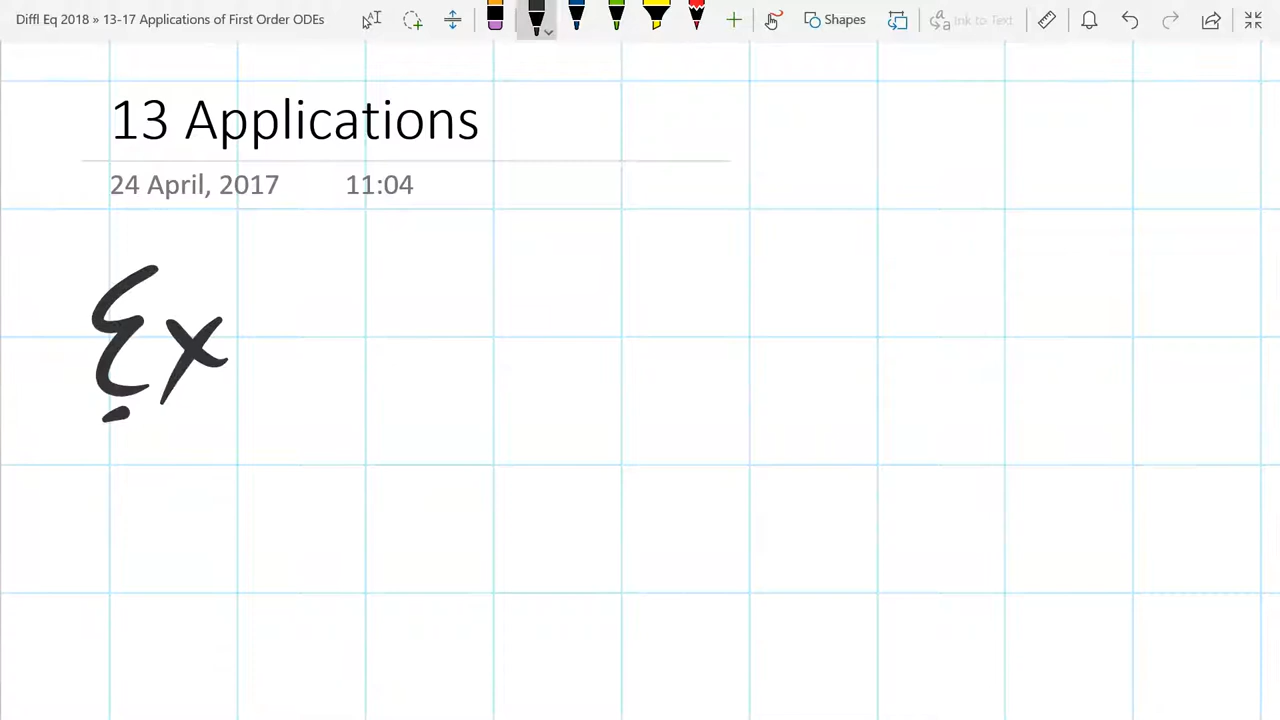 Diffl Eq 2018 » 13-17 Applications of First Order ODEs
Shapes
Ink to Text
13 Applications
24 April, 2017 11:04
Ex